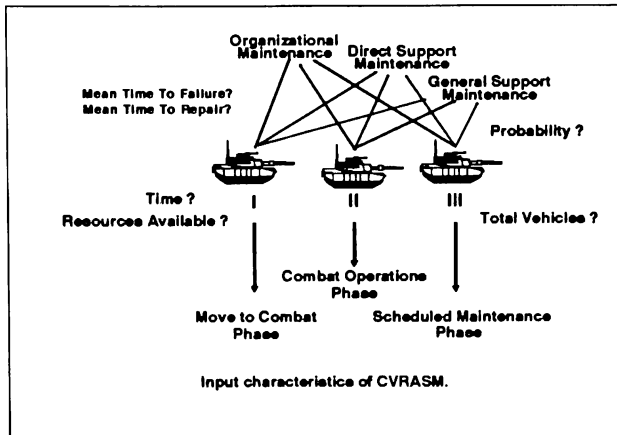 Organizational
Maintenance
Direct Support
Maintenance
General Support
Maintenance
Mean Time To Failure?
Mean Time To Repair?
Probability ?
Time ?
Resources Available ?
I
II
III
Total Vehicles ?
Combat Operations
Phase
Move to Combat
Phase
Scheduled Maintenance
Phase
Input characteristics of CVRASM.